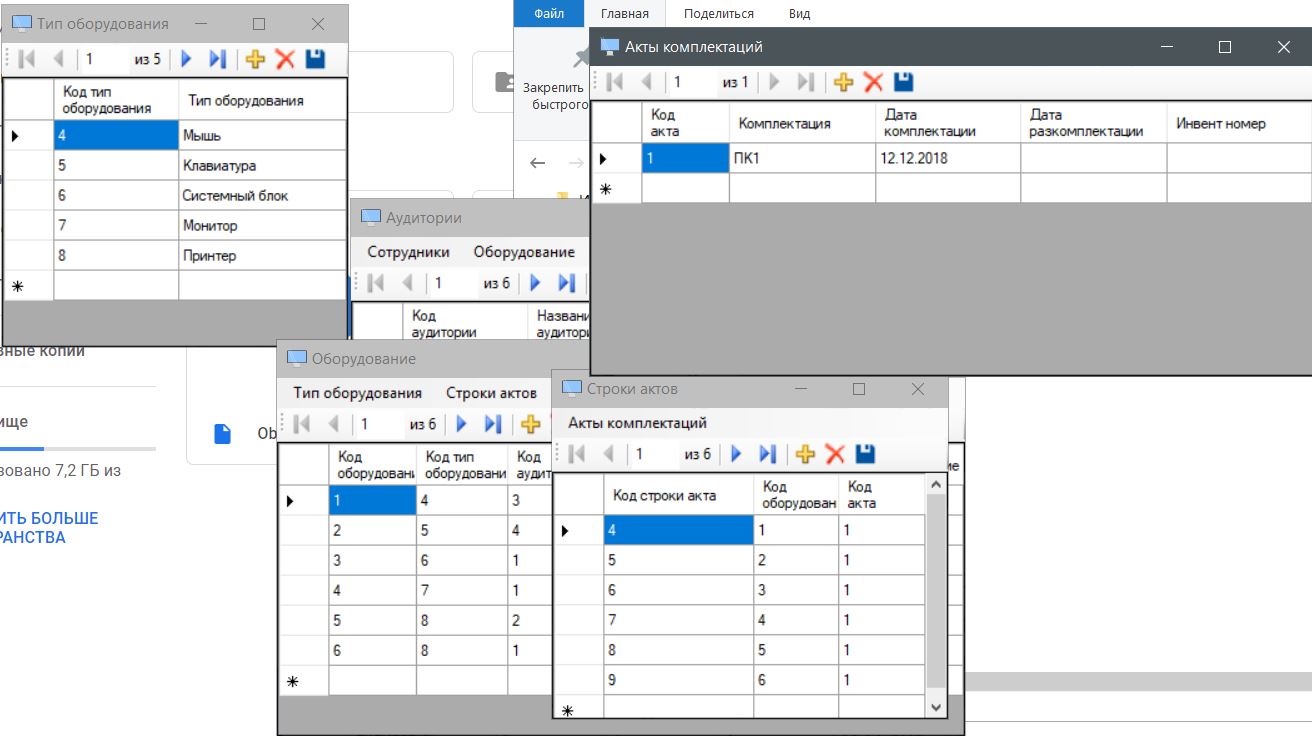 Тип оборудования
1 из 5
Код тип оборудования Тип оборудования
4 Мышь
5 Клавиатура
6 Системный блок
7 Монитор
8 Принтер
Файл Главная Поделиться Вид
Закрепить
быстрого
Акты комплектаций
1 из 1
Код акта Комплектация Дата комплектации Дата разкомплектации Инвент номер
1 ПК1 12.12.2018
Аудитории
Сотрудники Оборудование
1 из 6
Код аудитории
Оборудование
Тип оборудования Строки актов
1 из 6
Код оборудовани Код тип оборудовани Код аудит
1 4 3
2 5 4
3 6 1
4 7 1
5 8 2
6 8 1
Строки актов
Акты комплектаций
1 из 6
Код строки акта Код оборудован Код акта
4 1 1
5 2 1
6 3 1
7 4 1
8 5 1
9 6 1
вные копии
ище
зовано 7,2 ГБ из
ИТЬ БОЛЬШЕ
РАНСТВА
Ob